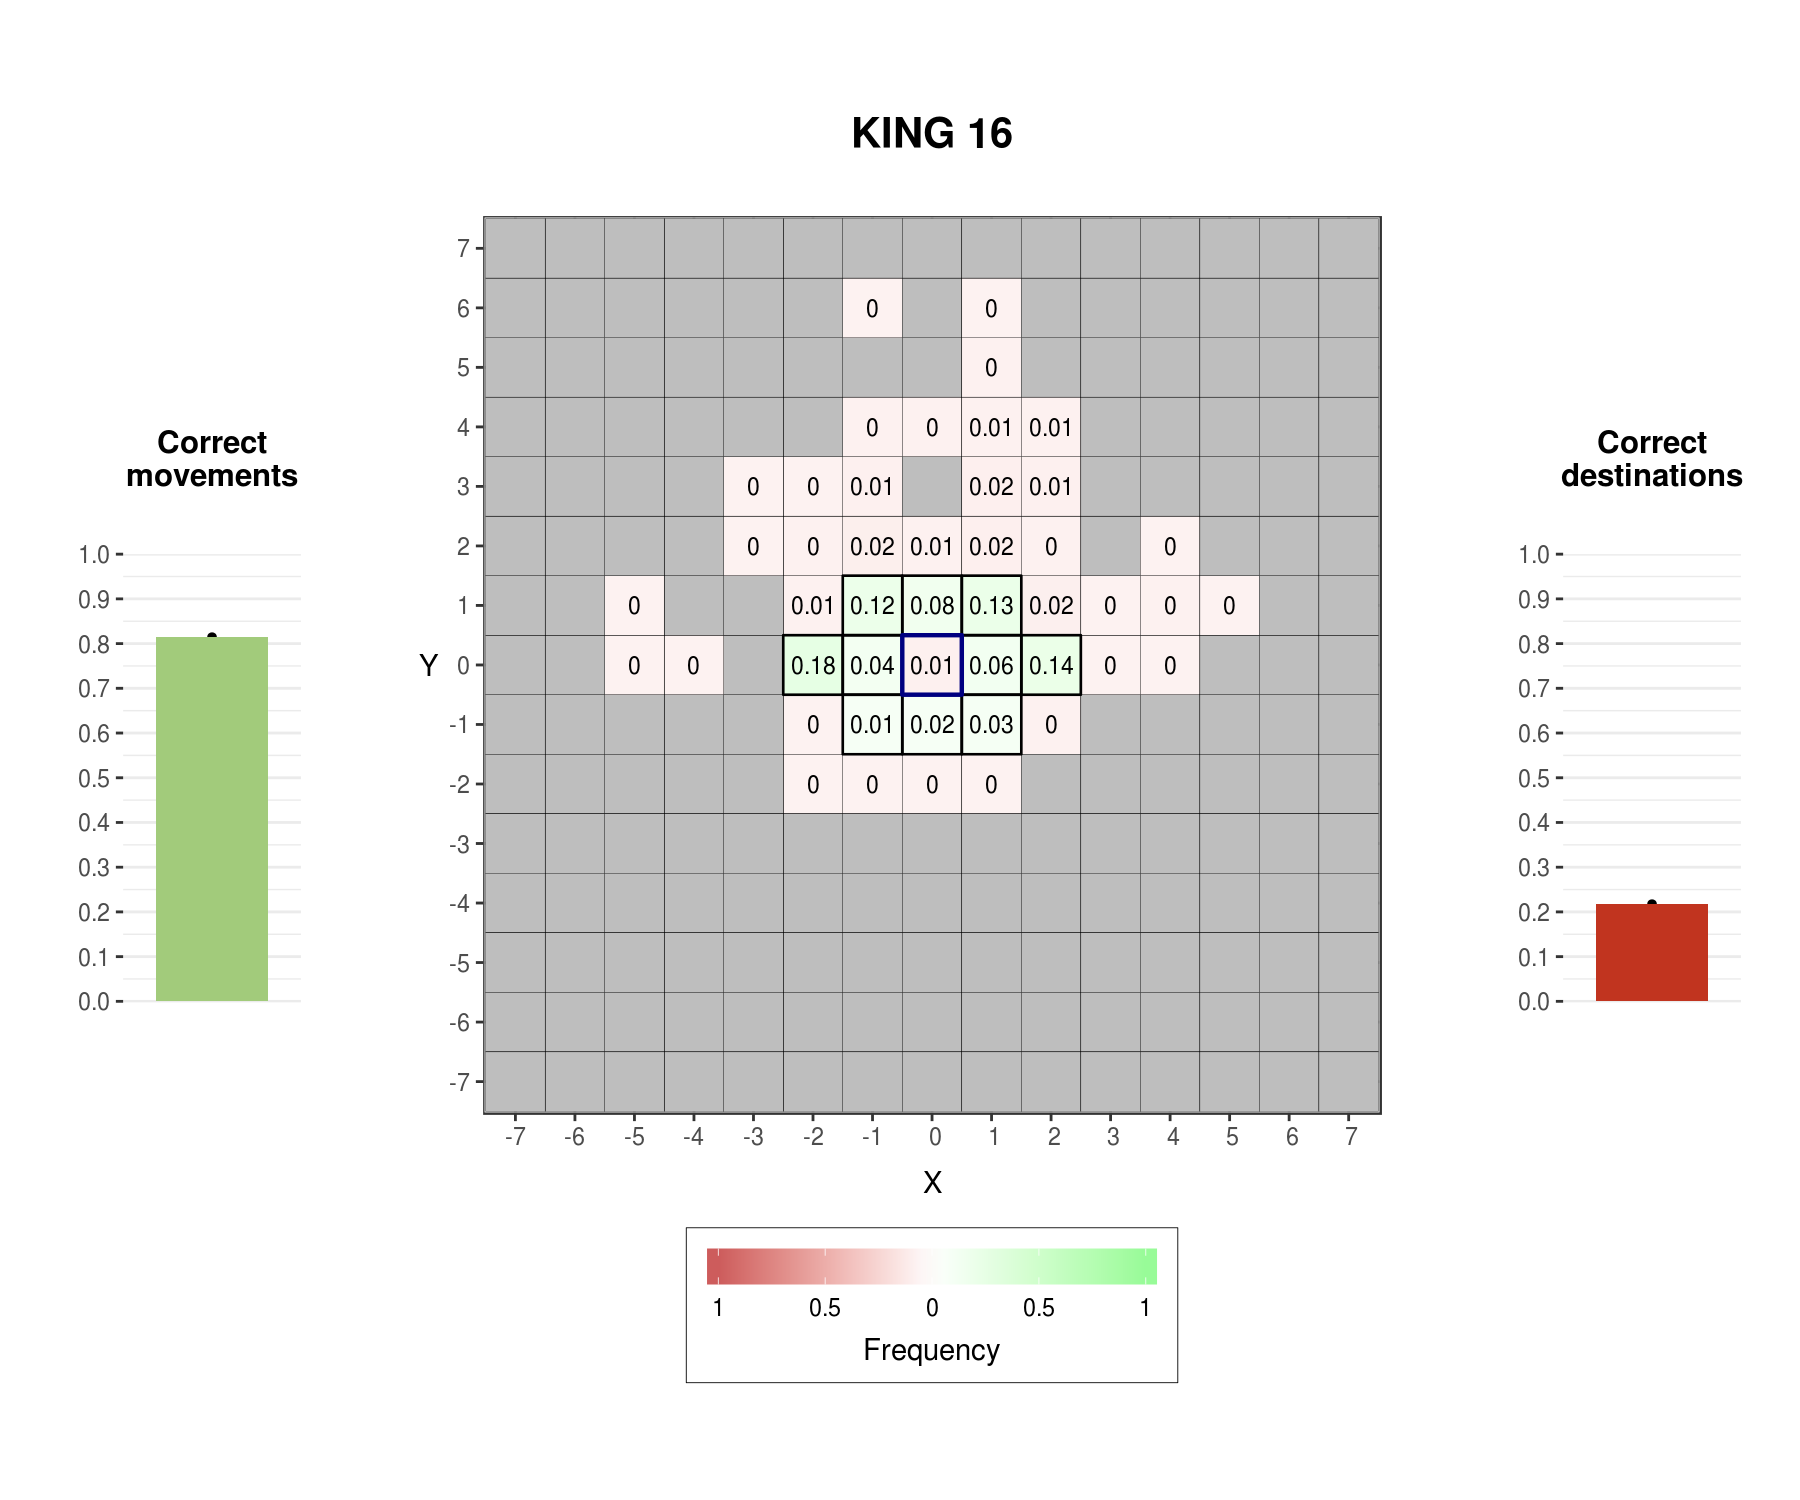 KING 16
Correct
movements
1.0
0.9
0.8
0.7
0.6
0.5
0.4
0.3
0.2
0.1
0.0
Y
7
6 0 0
5 0
4 0 0 0.01 0.01
3 0 0 0.01 0.02 0.01
2 0 0 0.02 0.01 0.02 0 0
1 0 0.01 0.12 0.08 0.13 0.02 0 0 0
0 0 0 0.18 0.04 0.01 0.06 0.14 0 0
-1 0 0.01 0.02 0.03 0
-2 0 0 0 0
-3
-4
-5
-6
-7
-7 -6 -5 -4 -3 -2 -1 0 1 2 3 4 5 6 7
X
1 0.5 0 0.5 1
Frequency
Correct
destinations
1.0
0.9
0.8
0.7
0.6
0.5
0.4
0.3
0.2
0.1
0.0